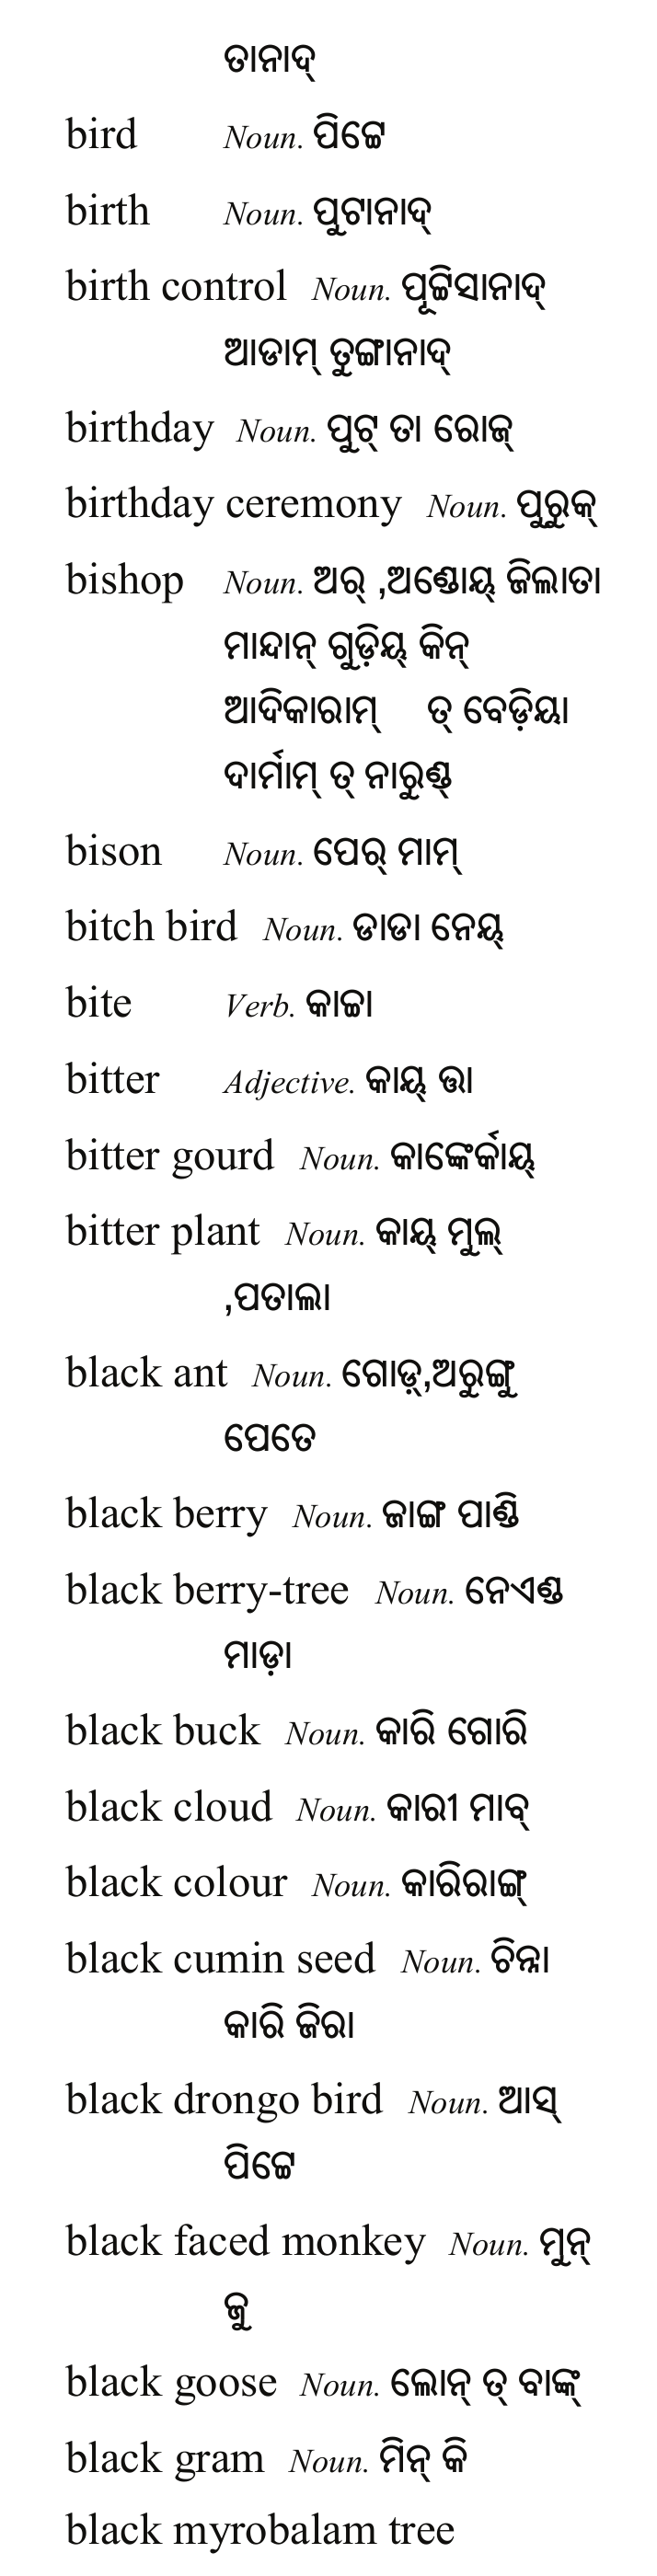 ତାନାଦ୍
bird Noun. ପିଟ୍ଟେ
birth Noun. ପୁଟାନାଦ୍
birth control Noun. ପୂଟ୍ଟିସାନାଦ୍
ଆଡାମ୍ ତୁଙ୍ଗାନାଦ୍
birthday Noun. ପୁଟ୍ ତା ରୋଜ୍
birthday ceremony Noun. ପୁରୁକ୍
bishop Noun. ଅର୍ ,ଅଣ୍ଡୋୟ୍ ଜିଲାତା
ମାନ୍ଦାନ୍ ଗୁଡ଼ିୟ୍ କିନ୍
ଆଦିକାରାମ୍ ତ୍ ବେଡ଼ିୟା
ଦାର୍ମାମ୍ ତ୍ ନାରୁଣ୍ଡ୍
bison Noun. ପେର୍ ମାମ୍
bitch bird Noun. ଡାଡା ନେୟ୍
bite Verb. କାଚ୍ଚା
bitter Adjective. କାୟ୍ ତ୍ତା
bitter gourd Noun. କାଙ୍କେର୍କାୟ୍
bitter plant Noun. କାୟ୍ ମୁଲ୍
,ପତାଲା
black ant Noun. ଗୋଡ଼୍,ଅରୁଙ୍ଗୁ
ପେତେ
black berry Noun. ଜାଙ୍ଗ ପାଣ୍ଡି
black berry-tree Noun. ନେଏଣ୍ଡ
ମାଡ଼ା
black buck Noun. କାରି ଗୋରି
black cloud Noun. କାରୀ ମାବ୍
black colour Noun. କାରିରାଙ୍ଗ୍
black cumin seed Noun. ଚିନ୍ନା
କାରି ଜିରା
black drongo bird Noun. ଆସ୍
ପିଟ୍ଟେ
black faced monkey Noun. ମୁନ୍
ଜୁ
black goose Noun. ଲୋନ୍ ତ୍ ବାଙ୍କ୍
black gram Noun. ମିନ୍ କି
black myrobalam tree